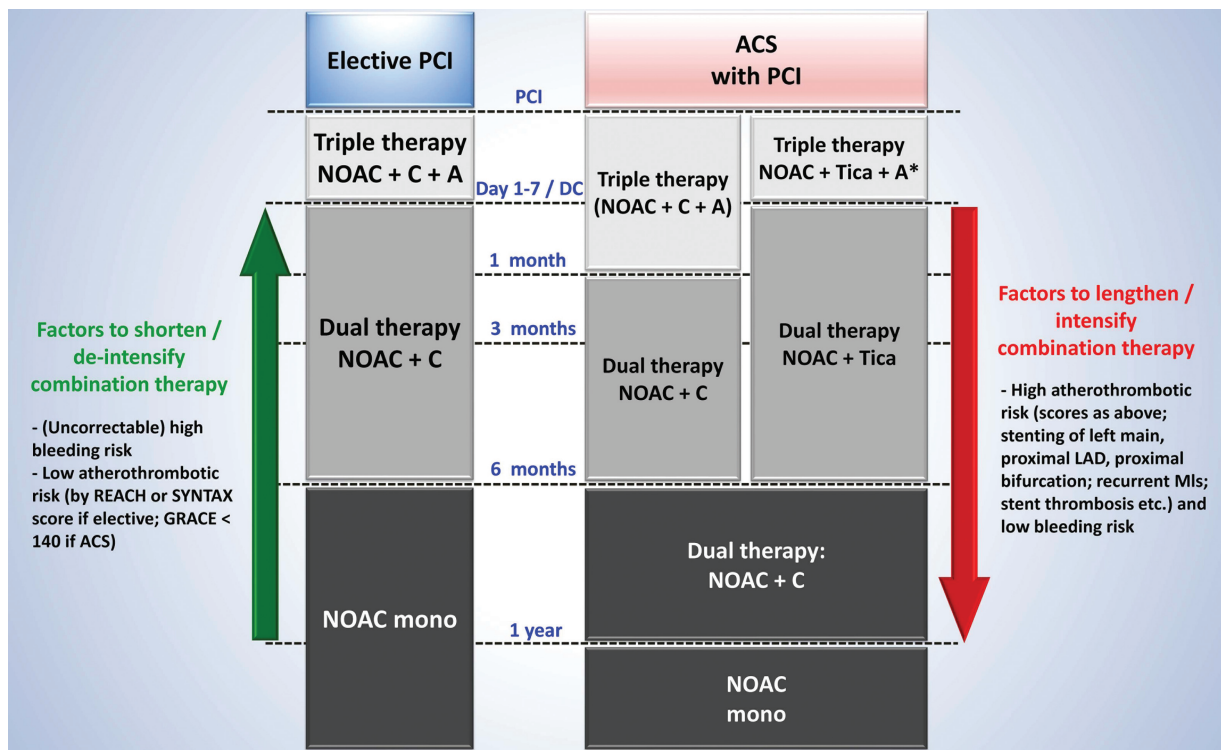 Elective PCI
ACS
with PCI
PCI
Triple therapy
NOAC + C + A
Triple therapy
(NOAC + C + A)
Triple therapy
NOAC + Tica + A*
Day 1-7 / DC
1 month
3 months
6 months
1 year
Dual therapy
NOAC + C
Dual therapy
NOAC + C
Dual therapy
NOAC + Tica
NOAC mono
Dual therapy:
NOAC + C
NOAC
mono
Factors to shorten /
de-intensify
combination therapy
- (Uncorrectable) high
bleeding risk
- Low atherothrombotic
risk (by REACH or SYNTAX
score if elective; GRACE <
140 if ACS)
Factors to lengthen /
intensify
combination therapy
- High atherothrombotic
risk (scores as above;
stenting of left main,
proximal LAD, proximal
bifurcation; recurrent MIs;
stent thrombosis etc.) and
low bleeding risk